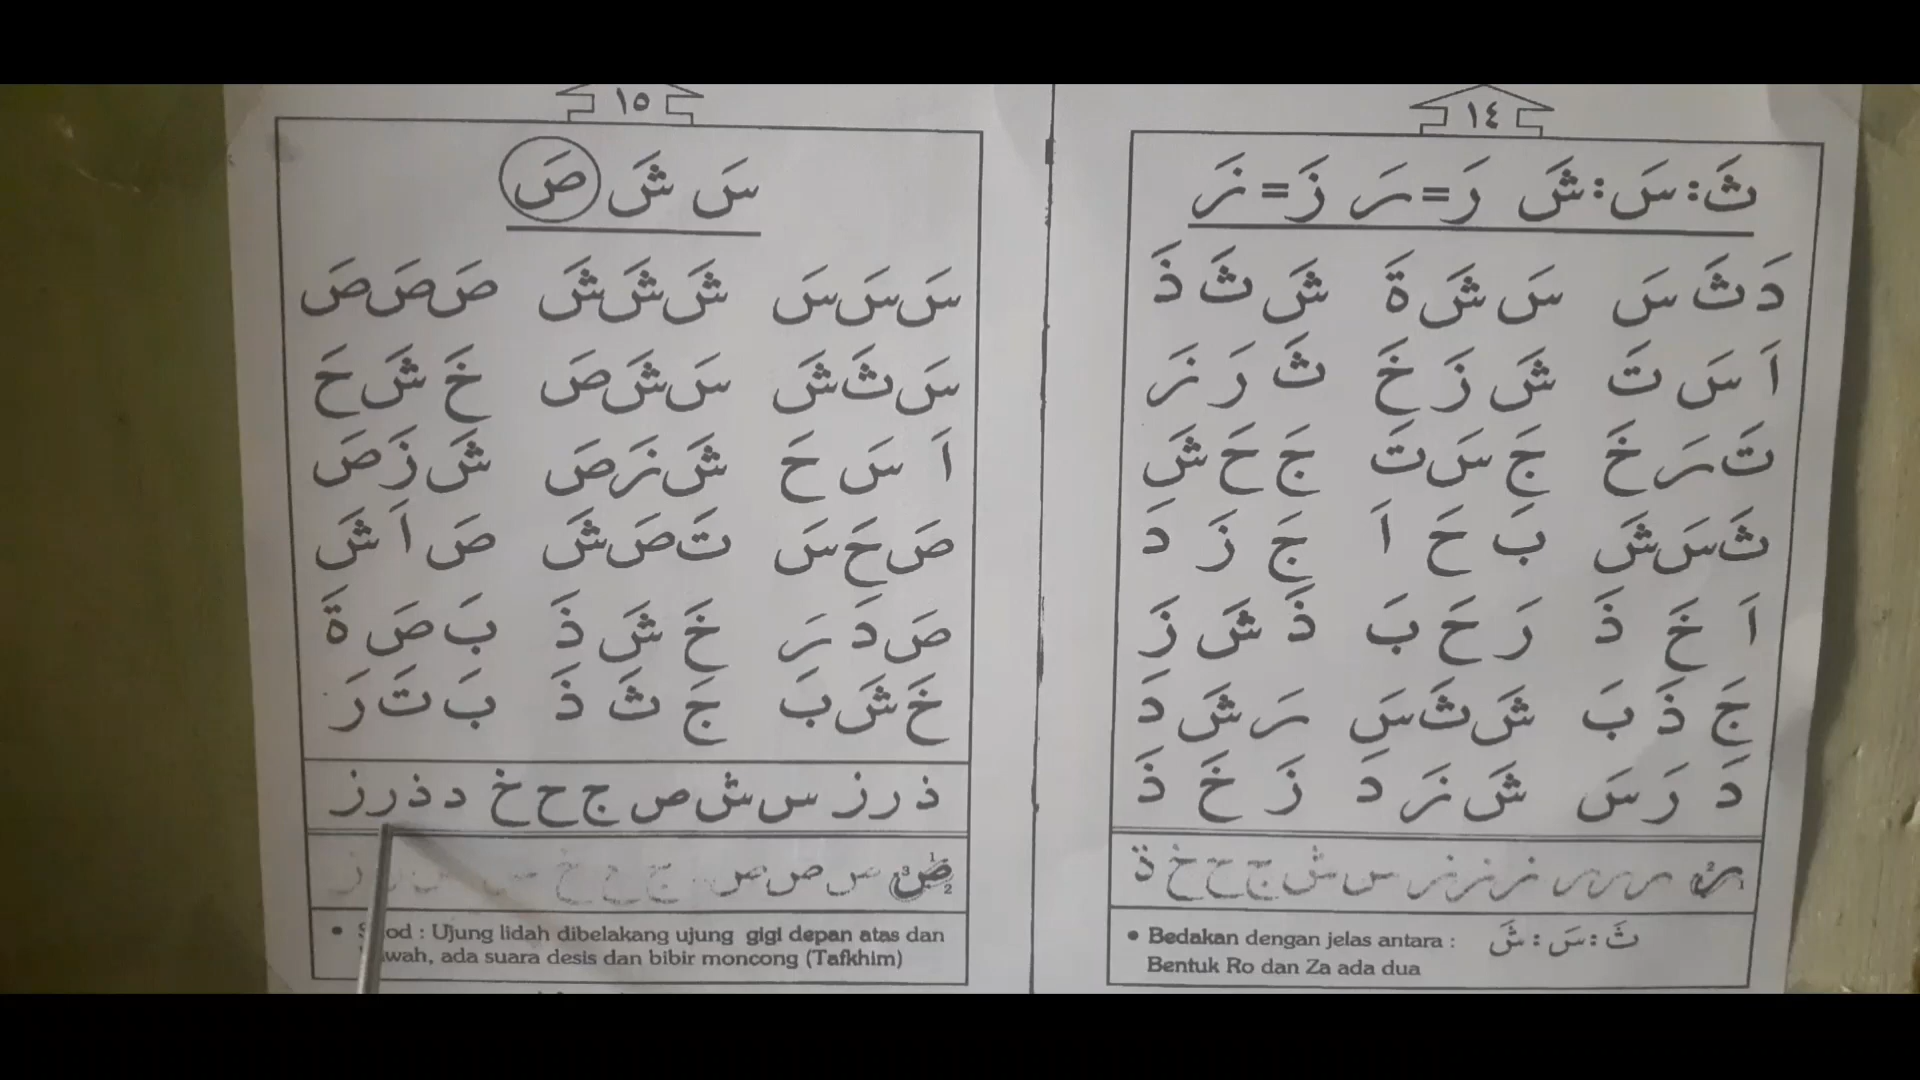 ١٤
ثَ : سَ : شَ رَ = رَ زَ = زَ
دَ ثَ سَ سَ شَ ةَ شَ ثَ ذَ
اَ سَ تَ شَ زَ خَ ثَ رَ زَ
تَ رَ خَ جَ سَ تَ جَ حَ شَ
ثَ سَ شَ بَ حَ اَ جَ زَ دَ
اَ خَ ذَ رَ حَ بَ ذَ شَ زَ
جَ ذَ بَ شَ ثَ سَ رَ شَ دَ
دَ رَ سَ شَ زَ دَ زَ خَ ذَ
ر ر ر ر ز ز ز س ش ج ح خ ة
• Bedakan dengan jelas antara : ثَ : سَ : شَ
Bentuk Ro dan Za ada dua
١٥
سَ شَ صَ
سَ سَ سَ شَ شَ شَ صَ صَ صَ
سَ ثَ شَ سَ شَ صَ خَ شَ حَ
اَ سَ حَ شَ زَ صَ شَ زَ صَ
صَ حَ سَ تَ صَ شَ صَ اَ شَ
صَ دَ رَ خَ شَ ذَ بَ صَ ةَ
خَ شَ بَ جَ ثَ ذَ بَ تَ رَ
ذ ر ز س ش ص ج ح خ د ذ ر ز
ص ص ص ص
• : Ujung lidah dibelakang ujung gigi depan atas dan
ada suara desis dan bibir moncong (Tafkhim)